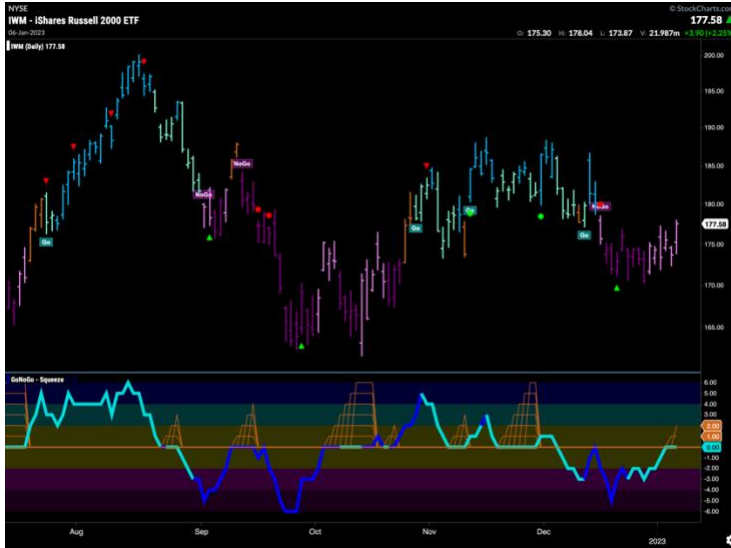 NYSE
© StockCharts.com
IWM - iShares Russell 2000 ETF
177.58
06-Jan-2023
O: 175.30 H: 178.04 L: 173.87 V: 21.987m +3.90 (+2.25%
IWM (Daily) 177.58
200.00
195.00
190.00
NoGo
185.00
NoGo
NoGo
180.00
Go
177.58
Go
Go
Go
175.00
170.00
165.00
GoNoGo - Squeeze
6.00
5.00
4.00
3.00
2.00
1.00
0.00
-1.00
-2.00
-3.00
-4.00
-5.00
-6.00
Aug Sep Oct Nov Dec
2023